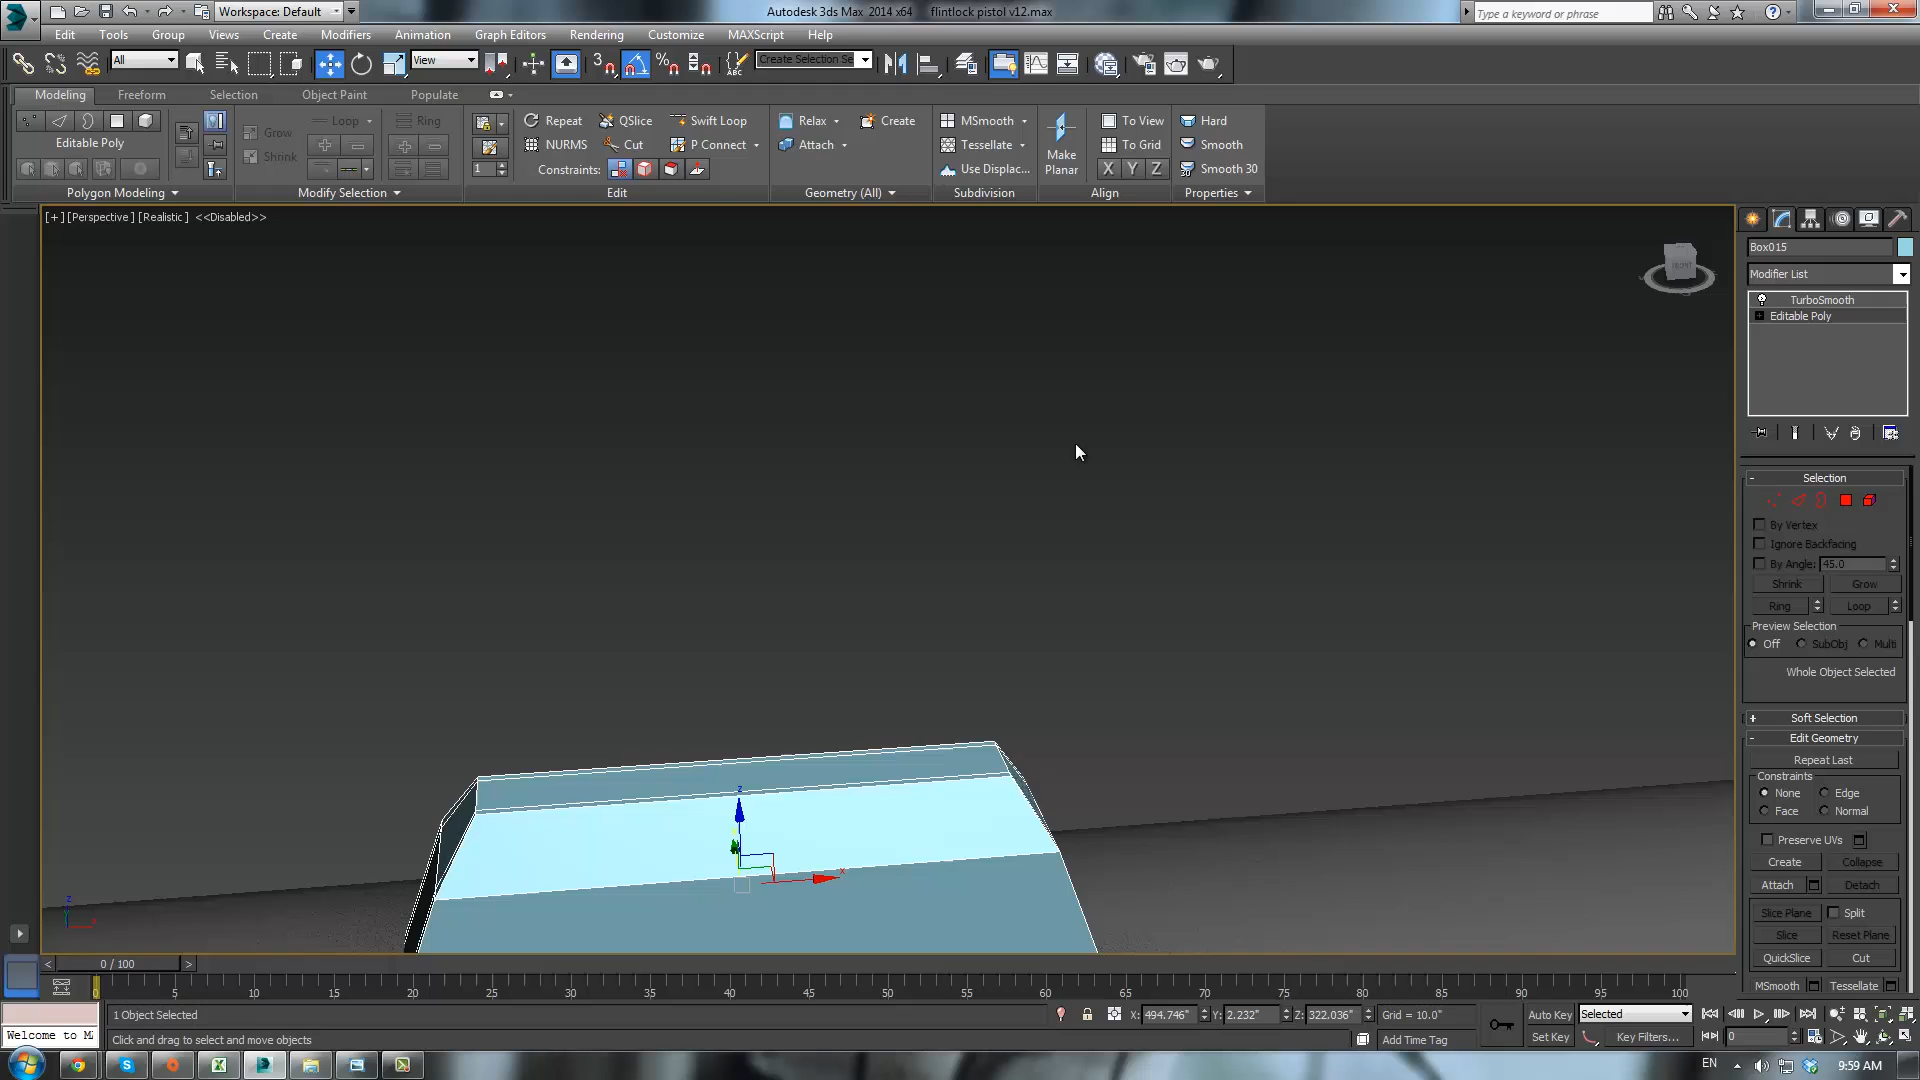 Workspace: Default
Autodesk 3ds Max 2014 x64 flintlock pistol v12.max
Type a keyword or phrase
Edit Tools Group Views Create Modifiers Animation Graph Editors Rendering Customize MAXScript Help
All View Create Selection Se
Modeling Freeform Selection Object Paint Populate
Loop Ring Repeat QSlice Swift Loop Relax Create MSmooth To View Hard
Grow
Editable Poly NURMS Cut P Connect Attach Tessellate Make Planar To Grid Smooth
Shrink
1 Constraints: Use Displac... X Y Z Smooth 30
Polygon Modeling Modify Selection Edit Geometry (All) Subdivision Align Properties
[+] [Perspective] [Realistic] <<Disabled>>
FRONT
Box015
Modifier List
TurboSmooth
Editable Poly
Selection
By Vertex
Ignore Backfacing
By Angle: 45.0
Shrink Grow
Ring Loop
Preview Selection
Off SubObj Multi
Whole Object Selected
Soft Selection
Edit Geometry
Repeat Last
Constraints
None Edge
Face Normal
Preserve UVs
Create Collapse
Attach Detach
Slice Plane Split
Slice Reset Plane
QuickSlice Cut
MSmooth Tessellate
z
x
z
0 / 100
0 5 10 15 20 25 30 35 40 45 50 55 60 65 70 75 80 85 90 95 100
1 Object Selected X: 494.746" Y: 2.232" Z: 322.036" Grid = 10.0" Auto Key Selected
Welcome to Mi Click and drag to select and move objects Add Time Tag Set Key Key Filters... 0
EN 9:59 AM